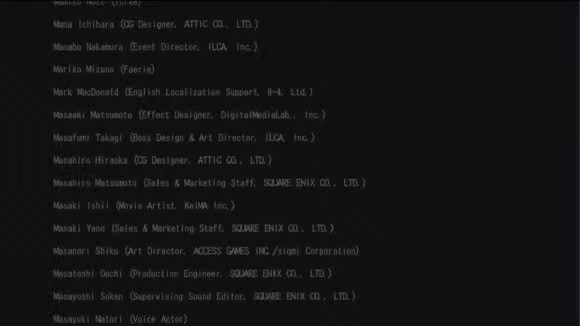 Mana Ichihara (CG Designer, ATTIC CO., LTD.)
Manabu Nakamura (Event Director, ILCA, Inc.)
Mariko Mizuno (Faerie)
Mark MacDonald (English Localization Support, 8-4, Ltd.)
Masaaki Matsumoto (Effect Designer, DigitalMediaLab., Inc.)
Masafumi Takagi (Boss Design & Art Director, ILCA, Inc.)
Masahiro Hiraoka (CG Designer, ATTIC CO., LTD.)
Masahiro Matsumoto (Sales & Marketing Staff, SQUARE ENIX CO., LTD.)
Masaki Ishii (Movie Artist, KeiMA Inc.)
Masaki Yano (Sales & Marketing Staff, SQUARE ENIX CO., LTD.)
Masanori Shiku (Art Director, ACCESS GAMES INC./siqmi Corporation)
Masatoshi Oochi (Production Engineer, SQUARE ENIX CO., LTD.)
Masayoshi Soken (Supervising Sound Editor, SQUARE ENIX CO., LTD.)
Masayuki Natori (Voice Actor)